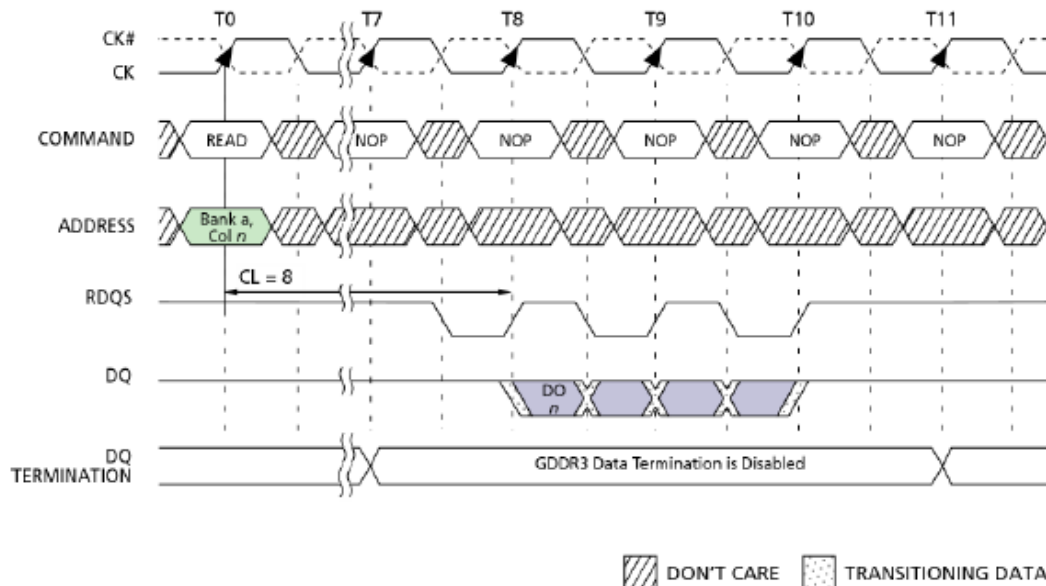 T0 T7 T8 T9 T10 T11
CK#
CK
COMMAND READ NOP NOP NOP NOP NOP
ADDRESS Bank a,
Col n
CL = 8
RDQS
DQ DO
n
DQ
TERMINATION GDDR3 Data Termination is Disabled
DON'T CARE TRANSITIONING DATA